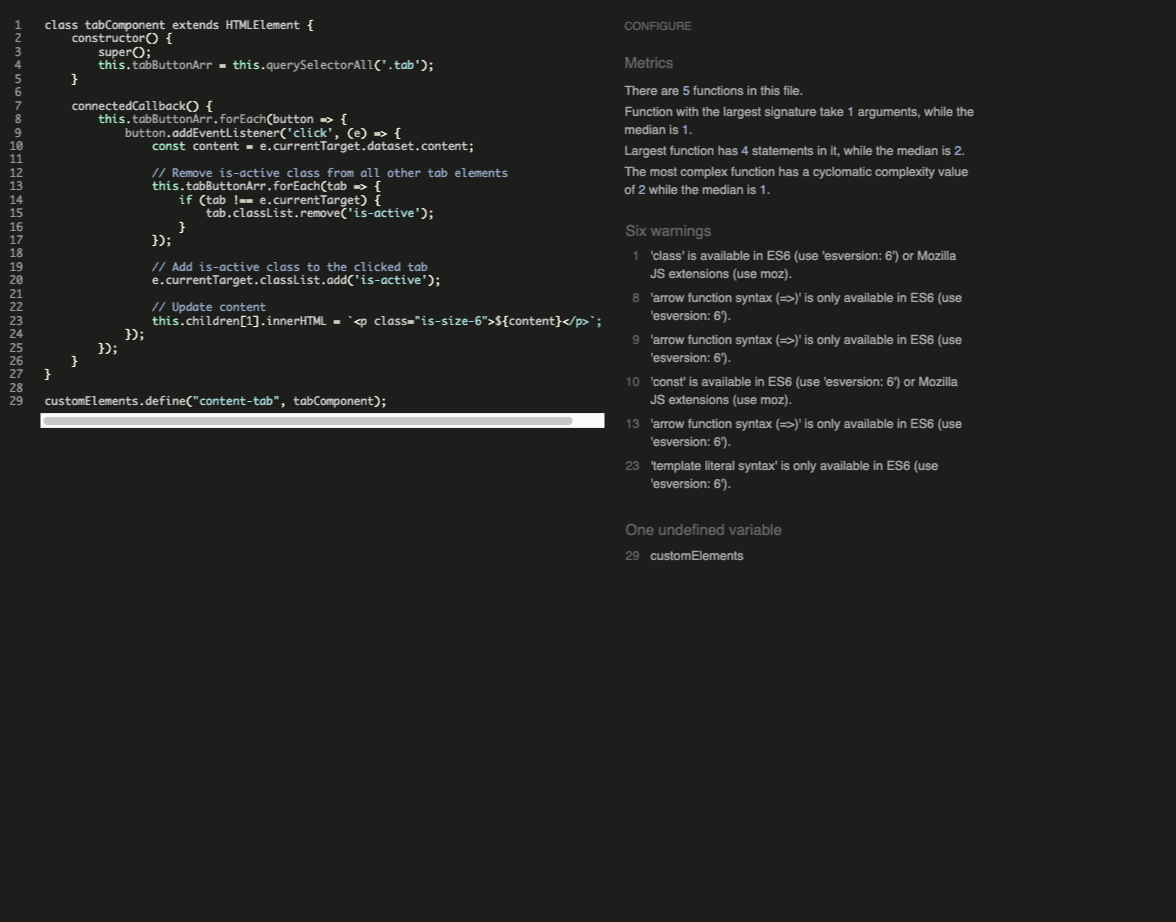 1 class tabComponent extends HTMLElement {
2     constructor() {
3         super();
4         this.tabButtonArr = this.querySelectorAll('.tab');
5     }
6
7     connectedCallback() {
8         this.tabButtonArr.forEach(button => {
9             button.addEventListener('click', (e) => {
10                 const content = e.currentTarget.dataset.content;
11
12                 // Remove is-active class from all other tab elements
13                 this.tabButtonArr.forEach(tab => {
14                     if (tab !== e.currentTarget) {
15                         tab.classList.remove('is-active');
16                     }
17                 });
18
19                 // Add is-active class to the clicked tab
20                 e.currentTarget.classList.add('is-active');
21
22                 // Update content
23                 this.children[1].innerHTML = `<p class="is-size-6">${content}</p>`;
24             });
25         });
26     }
27 }
28
29 customElements.define("content-tab", tabComponent);
CONFIGURE
Metrics
There are 5 functions in this file.
Function with the largest signature take 1 arguments, while the
median is 1.
Largest function has 4 statements in it, while the median is 2.
The most complex function has a cyclomatic complexity value
of 2 while the median is 1.
Six warnings
1 'class' is available in ES6 (use 'esversion: 6') or Mozilla
JS extensions (use moz).
8 'arrow function syntax (=>)' is only available in ES6 (use
'esversion: 6').
9 'arrow function syntax (=>)' is only available in ES6 (use
'esversion: 6').
10 'const' is available in ES6 (use 'esversion: 6') or Mozilla
JS extensions (use moz).
13 'arrow function syntax (=>)' is only available in ES6 (use
'esversion: 6').
23 'template literal syntax' is only available in ES6 (use
'esversion: 6').
One undefined variable
29 customElements